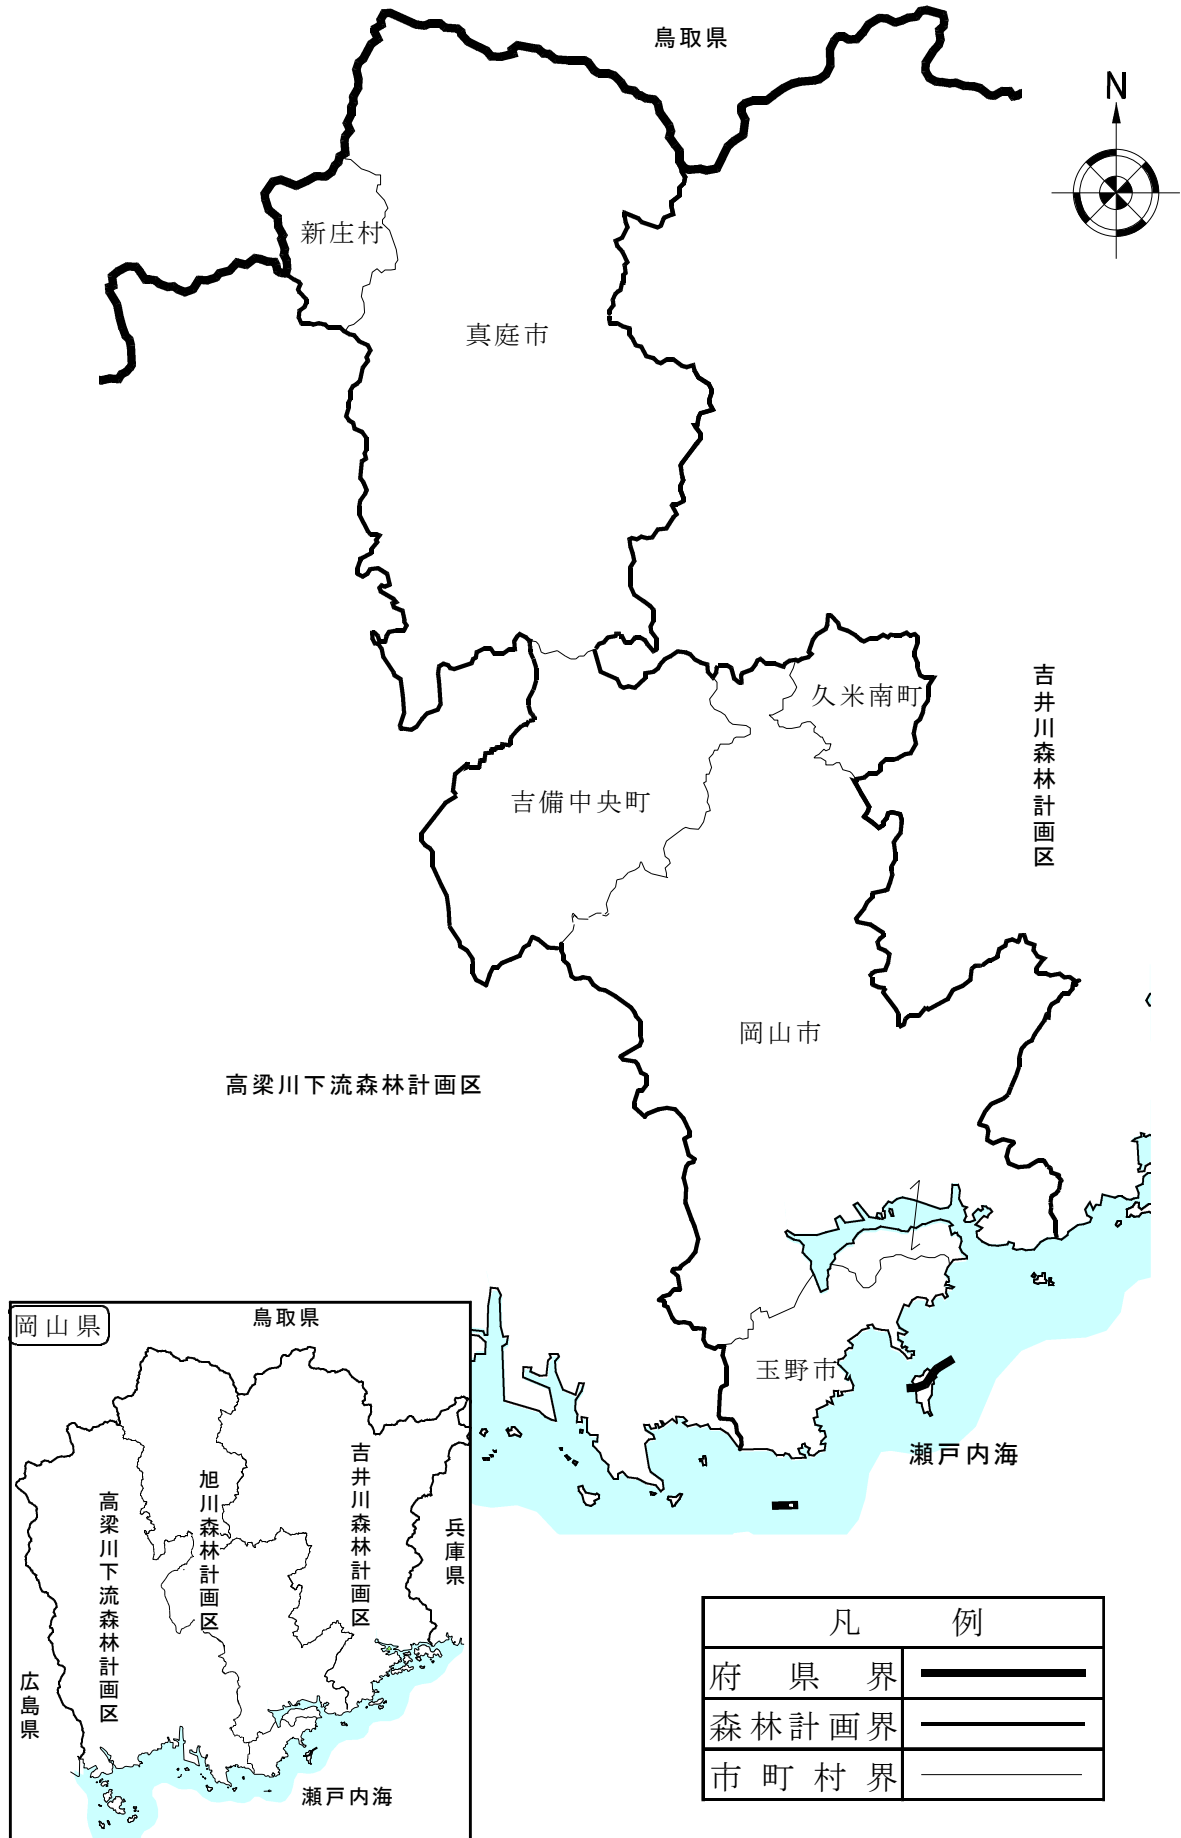 鳥取県
N
新庄村
真庭市
久米南町
吉井川森林計画区
吉備中央町
岡山市
高梁川下流森林計画区
玉野市
瀬戸内海
岡山県
鳥取県
吉井川森林計画区
旭川森林計画区
高梁川下流森林計画区
兵庫県
広島県
瀬戸内海
凡　例
府県界
森林計画界
市町村界